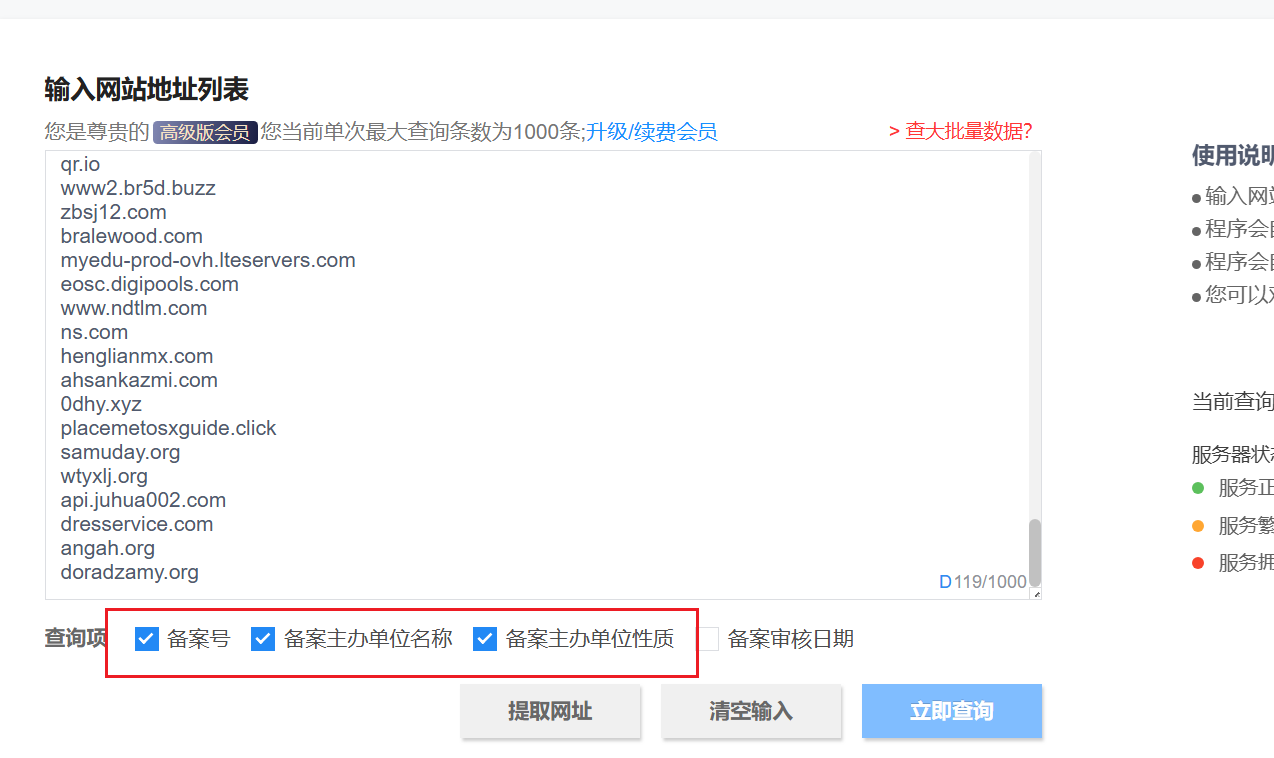 输入网站地址列表
您是尊贵的 高级版会员 您当前单次最大查询条数为1000条;升级/续费会员
> 查大批量数据?
qr.io
www2.br5d.buzz
zbsj12.com
bralewood.com
myedu-prod-ovh.lteservers.com
eosc.digipools.com
www.ndtlm.com
ns.com
henglianmx.com
ahsankazmi.com
0dhy.xyz
placemetosxguide.click
samuday.org
wtyxlj.org
api.juhua002.com
dresservice.com
angah.org
doradzamy.org
D119/1000
查询项 备案号 备案主办单位名称 备案主办单位性质 备案审核日期
提取网址 清空输入 立即查询
使用说明
●输入网
●程序会
●程序会
●您可以
当前查询
服务器状
服务正
服务繁
服务拥